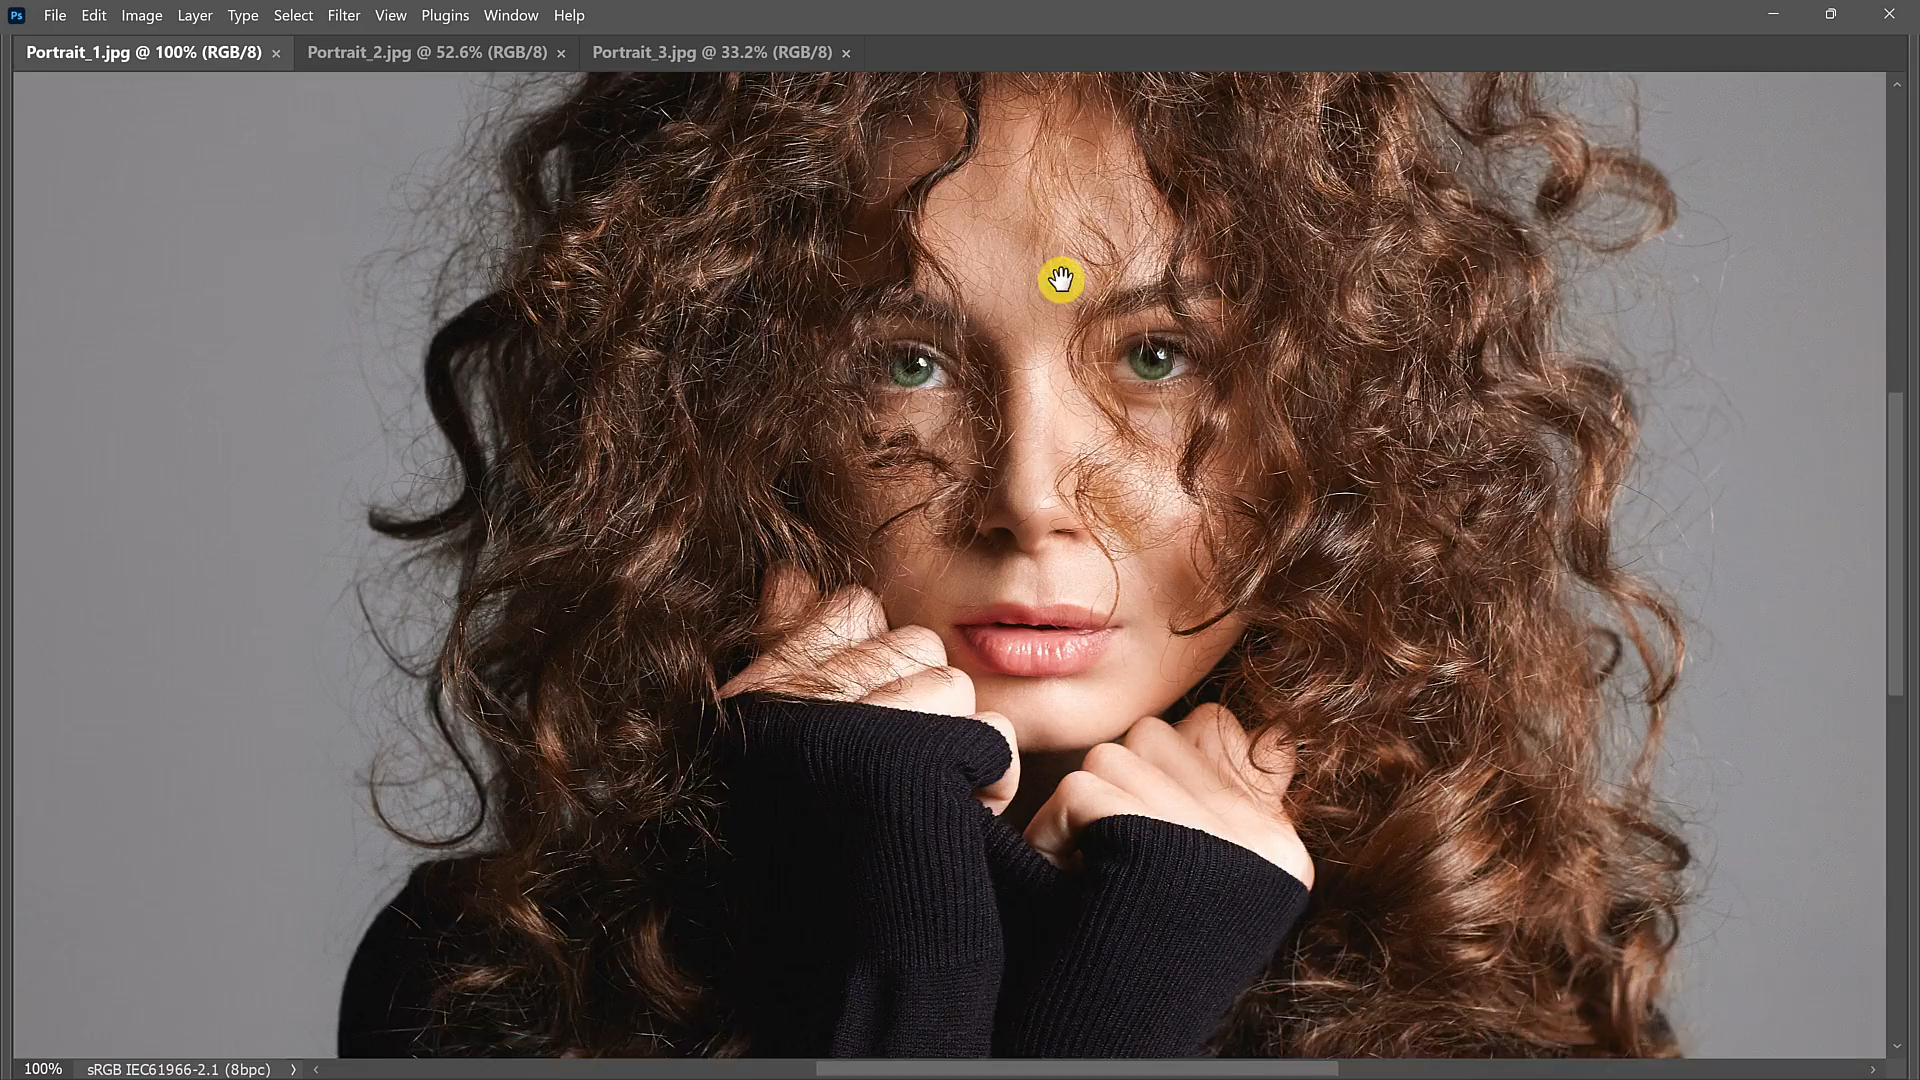 Ps File Edit Image Layer Type Select Filter View Plugins Window Help
Portrait_1.jpg @ 100% (RGB/8) × Portrait_2.jpg @ 52.6% (RGB/8) × Portrait_3.jpg @ 33.2% (RGB/8) ×
100% sRGB IEC61966-2.1 (8bpc)